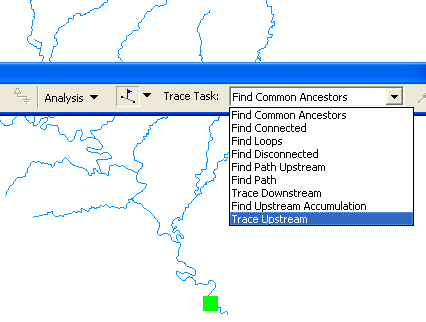 Analysis Trace Task: Find Common Ancestors
Find Common Ancestors
Find Connected
Find Loops
Find Disconnected
Find Path Upstream
Find Path
Trace Downstream
Find Upstream Accumulation
Trace Upstream